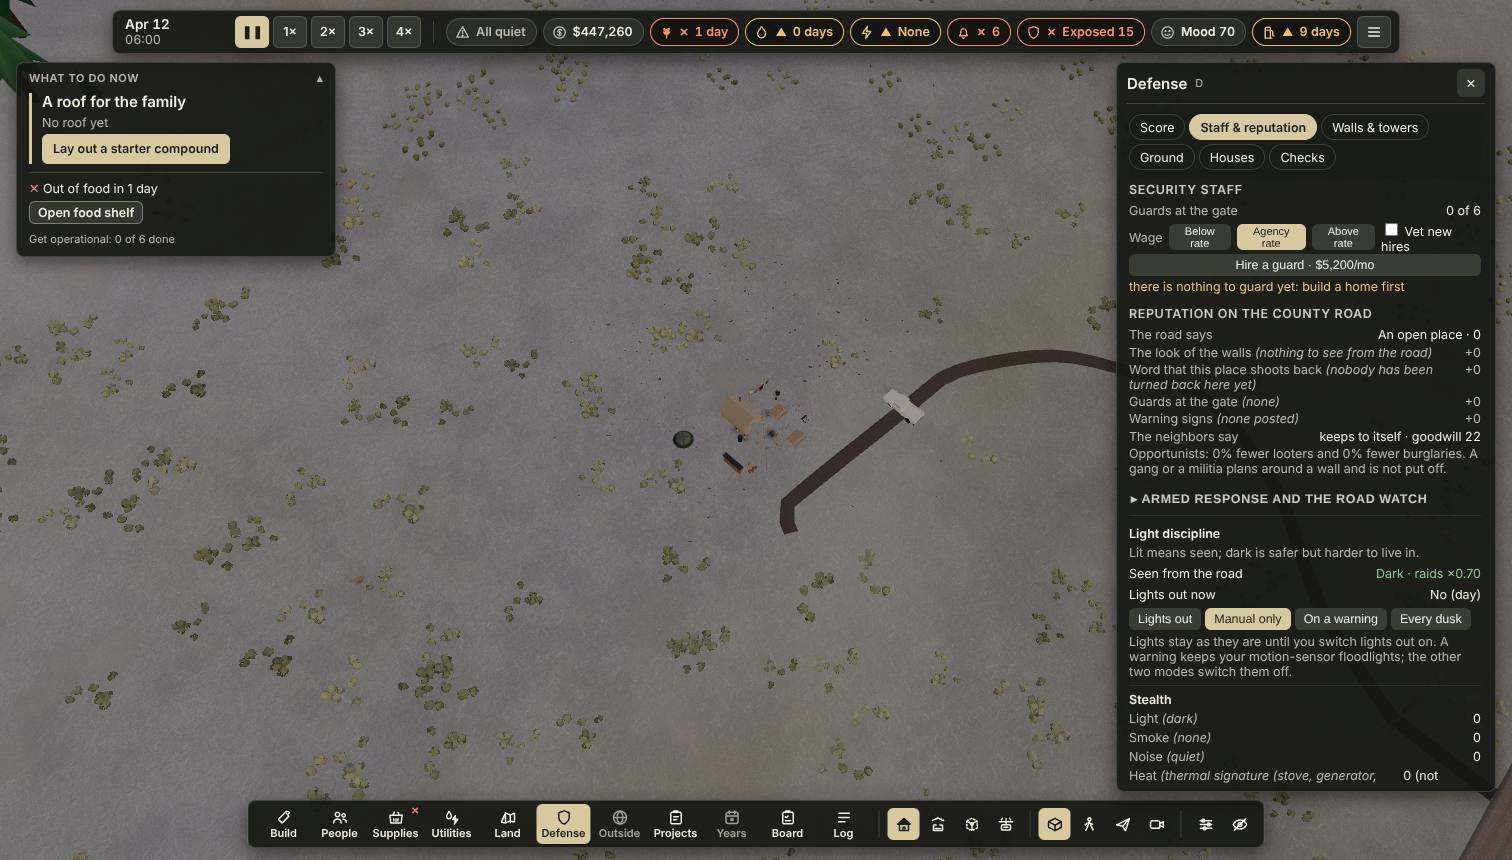 Apr 12
06:00
1×
2×
3×
4×
All quiet
$447,260
× 1 day
0 days
None
× 6
× Exposed 15
Mood 70
9 days
WHAT TO DO NOW
A roof for the family
No roof yet
Lay out a starter compound
× Out of food in 1 day
Open food shelf
Get operational: 0 of 6 done
Defense D
×
Score
Staff & reputation
Walls & towers
Ground
Houses
Checks
SECURITY STAFF
Guards at the gate 0 of 6
Wage
Below rate
Agency rate
Above rate
Vet new hires
Hire a guard · $5,200/mo
there is nothing to guard yet: build a home first
REPUTATION ON THE COUNTY ROAD
The road says An open place · 0
The look of the walls (nothing to see from the road) +0
Word that this place shoots back (nobody has been +0
turned back here yet)
Guards at the gate (none) +0
Warning signs (none posted) +0
The neighbors say keeps to itself · goodwill 22
Opportunists: 0% fewer looters and 0% fewer burglaries. A
gang or a militia plans around a wall and is not put off.
ARMED RESPONSE AND THE ROAD WATCH
Light discipline
Lit means seen; dark is safer but harder to live in.
Seen from the road Dark · raids ×0.70
Lights out now No (day)
Lights out
Manual only
On a warning
Every dusk
Lights stay as they are until you switch lights out on. A
warning keeps your motion-sensor floodlights; the other
two modes switch them off.
Stealth
Light (dark) 0
Smoke (none) 0
Noise (quiet) 0
Heat (thermal signature (stove, generator, 0 (not
Build
People
Supplies
×
Utilities
Land
Defense
Outside
Projects
Years
Board
Log